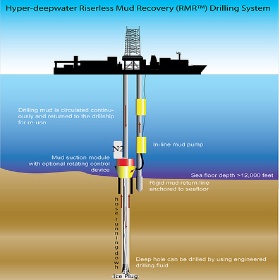 Hyper-deepwater Riserless Mud Recovery (RMR™) Drilling System
Drilling mud is circulated continu-
ously and returned to the drillship
for re-use
In-line mud pump
N2
Mud suction module
with optional rotating control
device
Sea floor depth >12,000 feet
Rigid mud return line
anchored to seafloor
Deep hole can be drilled by using engineered
drilling fluid
Ice Plug